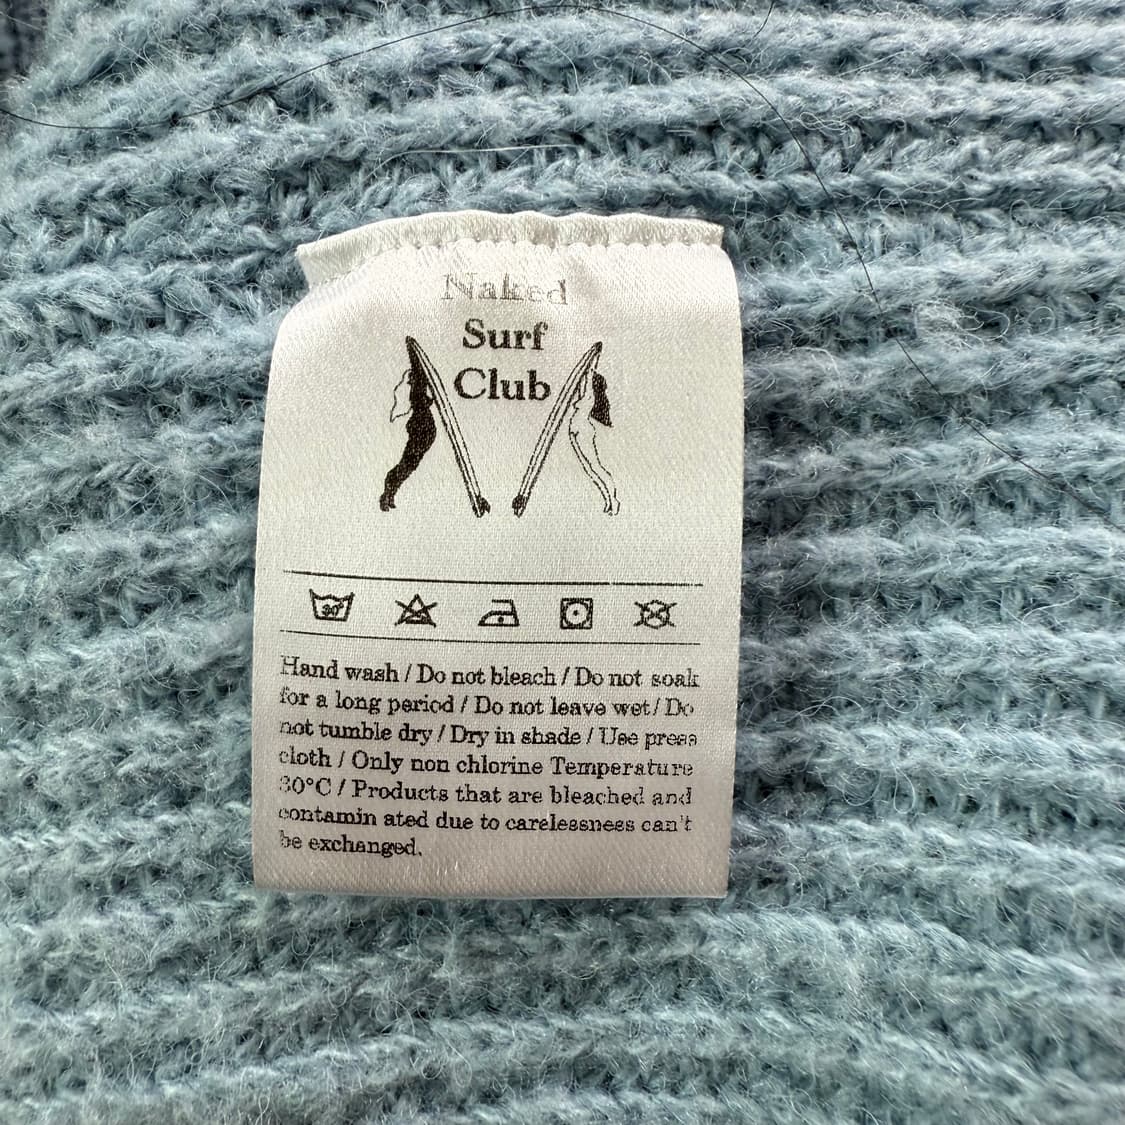 Naked
Surf
Club
30°
Hand wash / Do not bleach / Do not soak
for a long period / Do not leave wet / Do
not tumble dry / Dry in shade / Use press
cloth / Only non chlorine Temperature
30°C / Products that are bleached and
contamin ated due to carelessness can't
be exchanged.